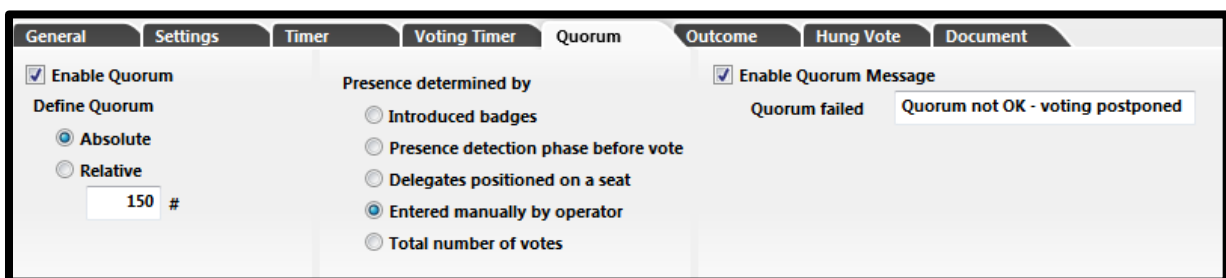 General Settings Timer Voting Timer Quorum Outcome Hung Vote Document
Enable Quorum
Define Quorum
Absolute
Relative
150 #
Presence determined by
Introduced badges
Presence detection phase before vote
Delegates positioned on a seat
Entered manually by operator
Total number of votes
Enable Quorum Message
Quorum failed Quorum not OK - voting postponed